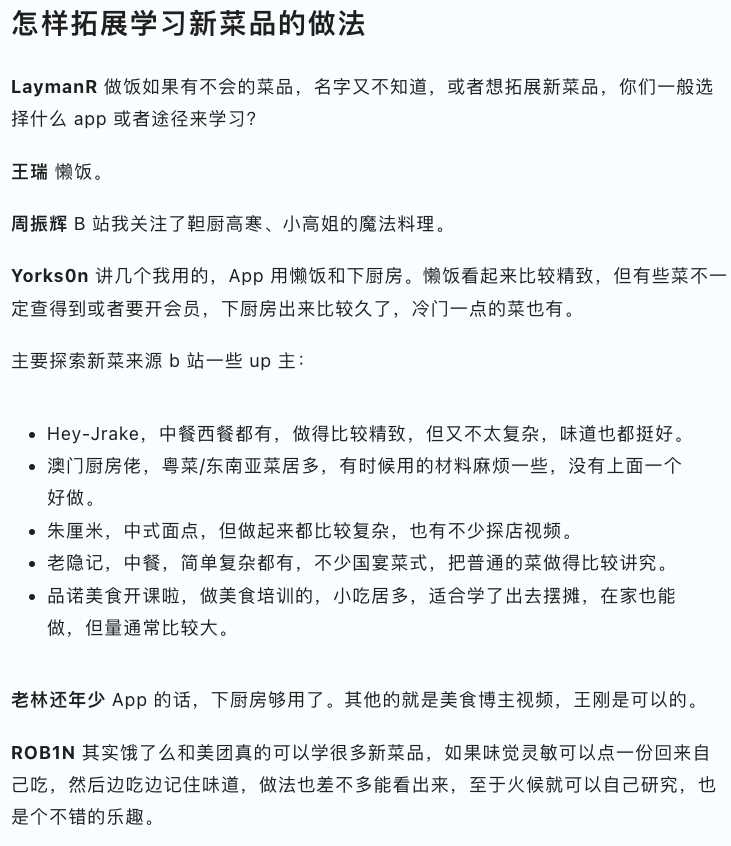 怎样拓展学习新菜品的做法
LaymanR 做饭如果有不会的菜品，名字又不知道，或者想拓展新菜品，你们一般选
择什么 app 或者途径来学习？
王瑞 懒饭。
周振辉 B 站我关注了靼厨高寒、小高姐的魔法料理。
Yorks0n 讲几个我用的，App 用懒饭和下厨房。懒饭看起来比较精致，但有些菜不一
定查得到或者要开会员，下厨房出来比较久了，冷门一点的菜也有。
主要探索新菜来源 b 站一些 up 主：
• Hey-Jrake，中餐西餐都有，做得比较精致，但又不太复杂，味道也都挺好。
• 澳门厨房佬，粤菜/东南亚菜居多，有时候用的材料麻烦一些，没有上面一个
好做。
• 朱厘米，中式面点，但做起来都比较复杂，也有不少探店视频。
• 老隐记，中餐，简单复杂都有，不少国宴菜式，把普通的菜做得比较讲究。
• 品诺美食开课啦，做美食培训的，小吃居多，适合学了出去摆摊，在家也能
做，但量通常比较大。
老林还年少 App 的话，下厨房够用了。其他的就是美食博主视频，王刚是可以的。
ROB1N 其实饿了么和美团真的可以学很多新菜品，如果味觉灵敏可以点一份回来自
己吃，然后边吃边记住味道，做法也差不多能看出来，至于火候就可以自己研究，也
是个不错的乐趣。